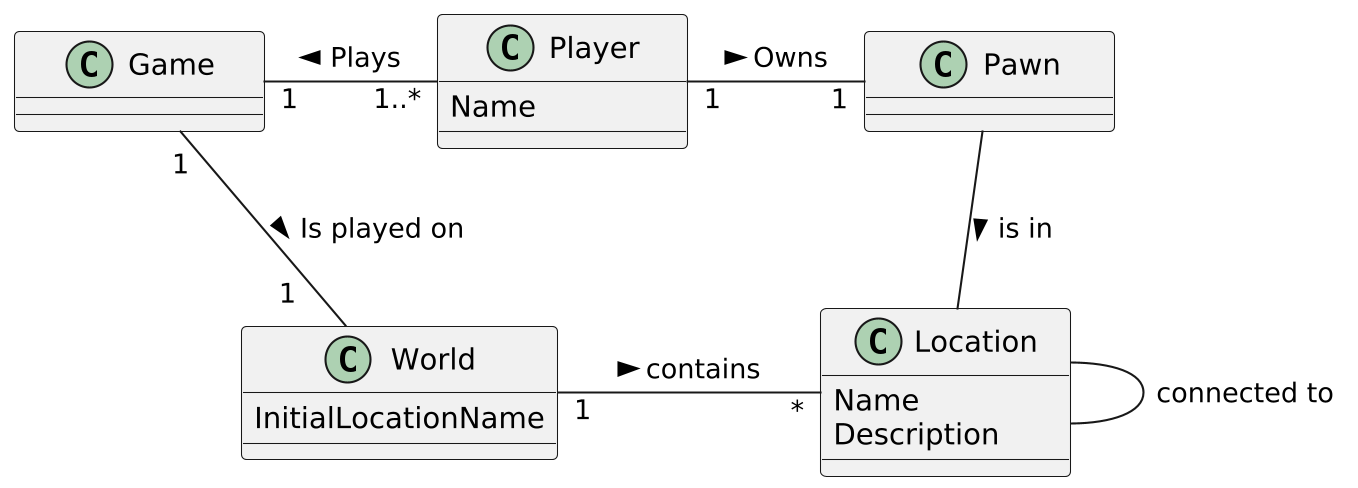 C Game
Plays
1
1..*
C Player
Name
Owns
1
1
C Pawn
1
Is played on
1
is in
C World
InitialLocationName
contains
1
*
C Location
Name
Description
connected to